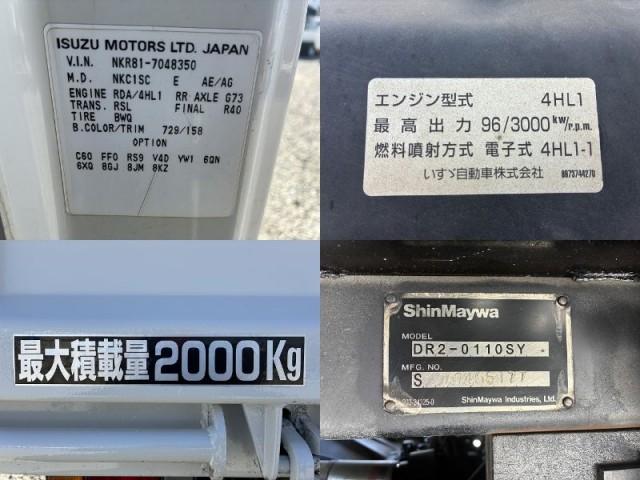 ISUZU MOTORS LTD. JAPAN
V.I.N. NKR81-7048350
M.D. NKC1SC E AE/AG
ENGINE RDA/4HL1 RR AXLE G73
TRANS. RSL FINAL R40
TIRE BWQ
B.COLOR/TRIM 729/158
OPTION
C60 FF0 RS9 V4D YW1 6QN
6XQ 8GJ 8JM 8KZ
エンジン型式 4HL1
最高出力 96/3000kw/r.p.m.
燃料噴射方式 電子式 4HL1-1
いすゞ自動車株式会社
8973744270
最大積載量2000Kg
ShinMaywa
MODEL
DR2-0110SY
MFG. NO.
S
ShinMaywa Industries, Ltd.